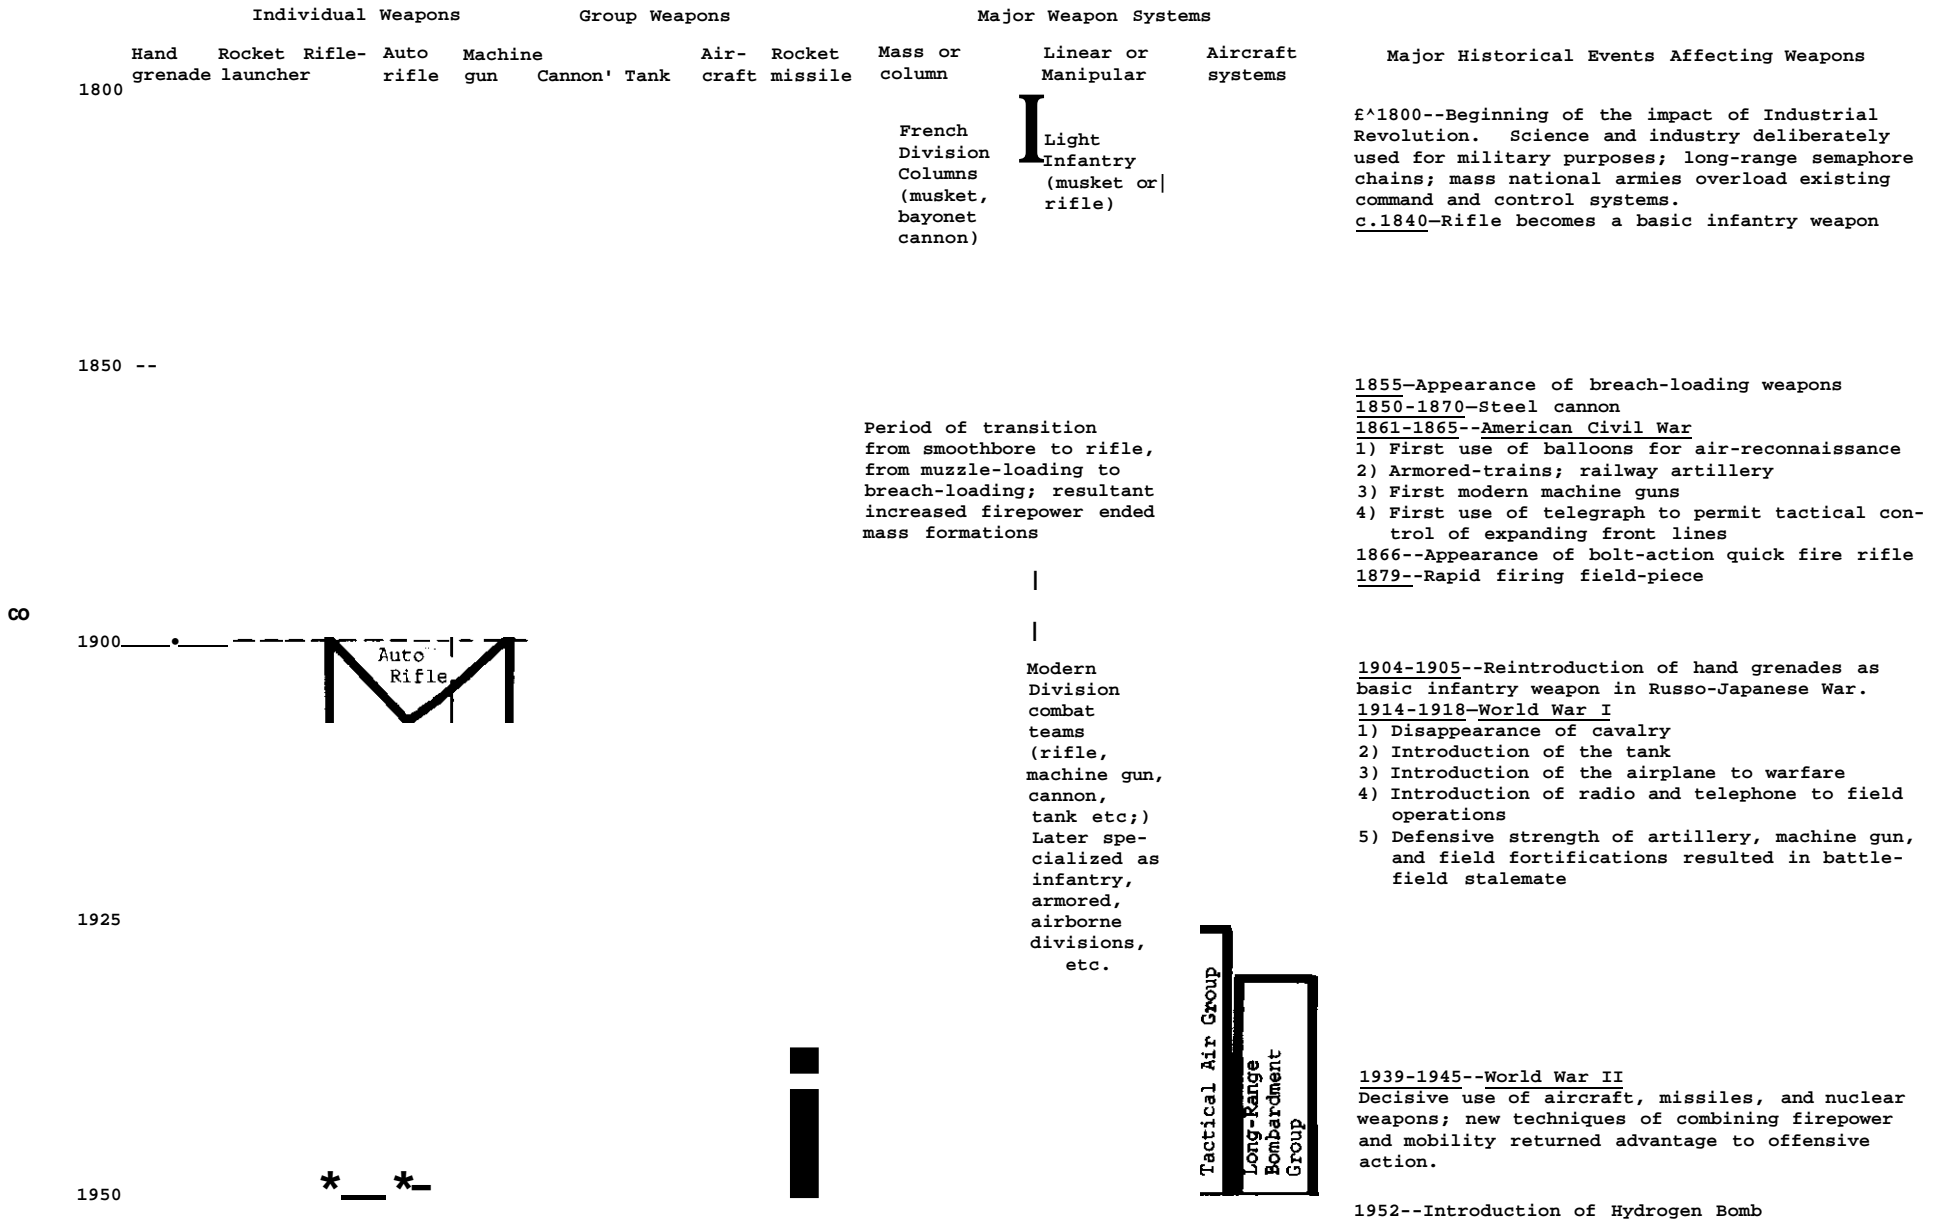 Individual Weapons Group Weapons Major Weapon Systems
Hand Rocket Rifle- Auto Machine Air- Rocket Mass or Linear or Aircraft
grenade launcher rifle gun Cannon' Tank craft missile column Manipular systems
Major Historical Events Affecting Weapons
1800
French
Division
Columns
(musket,
bayonet
cannon)
I
Light
Infantry
(musket or|
rifle)
£^1800--Beginning of the impact of Industrial
Revolution. Science and industry deliberately
used for military purposes; long-range semaphore
chains; mass national armies overload existing
command and control systems.
c.1840—Rifle becomes a basic infantry weapon
1850 --
Period of transition
from smoothbore to rifle,
from muzzle-loading to
breach-loading; resultant
increased firepower ended
mass formations
|
|
1855—Appearance of breach-loading weapons
1850-1870—Steel cannon
1861-1865--American Civil War
1) First use of balloons for air-reconnaissance
2) Armored-trains; railway artillery
3) First modern machine guns
4) First use of telegraph to permit tactical con-
trol of expanding front lines
1866--Appearance of bolt-action quick fire rifle
1879--Rapid firing field-piece
co
1900
Auto
Rifle
Modern
Division
combat
teams
(rifle,
machine gun,
cannon,
tank etc;)
Later spe-
cialized as
infantry,
armored,
airborne
divisions,
etc.
1904-1905--Reintroduction of hand grenades as
basic infantry weapon in Russo-Japanese War.
1914-1918—World War I
1) Disappearance of cavalry
2) Introduction of the tank
3) Introduction of the airplane to warfare
4) Introduction of radio and telephone to field
operations
5) Defensive strength of artillery, machine gun,
and field fortifications resulted in battle-
field stalemate
1925
Tactical Air Group
Long-Range
Bombardment
Group
1939-1945--World War II
Decisive use of aircraft, missiles, and nuclear
weapons; new techniques of combining firepower
and mobility returned advantage to offensive
action.
*__ *_
1950
1952--Introduction of Hydrogen Bomb